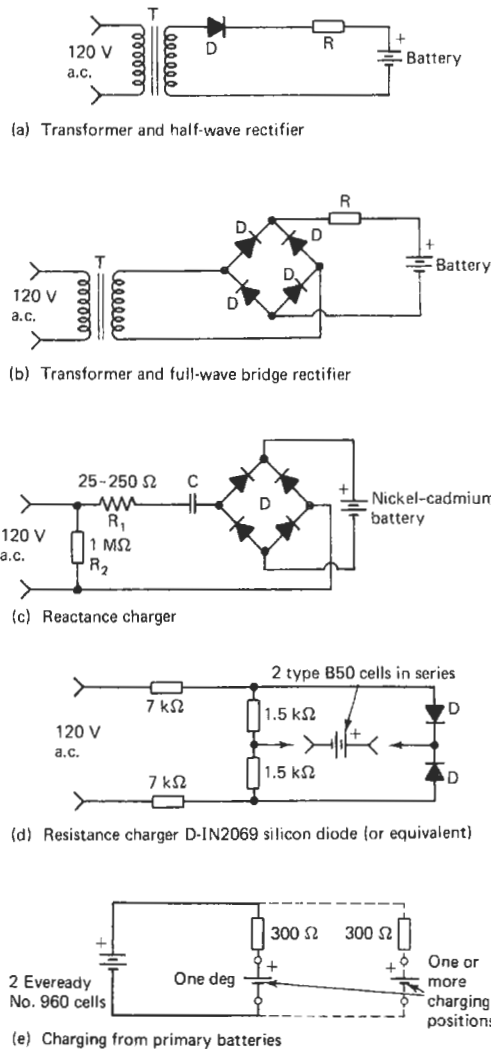 T
120 V
a.c.
D
R
+
Battery
(a) Transformer and half-wave rectifier
T
120 V
a.c.
D
D
D
D
R
+
Battery
(b) Transformer and full-wave bridge rectifier
120 V
a.c.
25-250 Ω
R1
C
1 MΩ
R2
D
+
Nickel-cadmium
battery
(c) Reactance charger
2 type B50 cells in series
7 kΩ
120 V
a.c.
1.5 kΩ
+
D
1.5 kΩ
D
7 kΩ
(d) Resistance charger D-IN2069 silicon diode (or equivalent)
+
2 Eveready
No. 960 cells
300 Ω
300 Ω
+
+
One deg
One or
more
charging
positions
(e) Charging from primary batteries